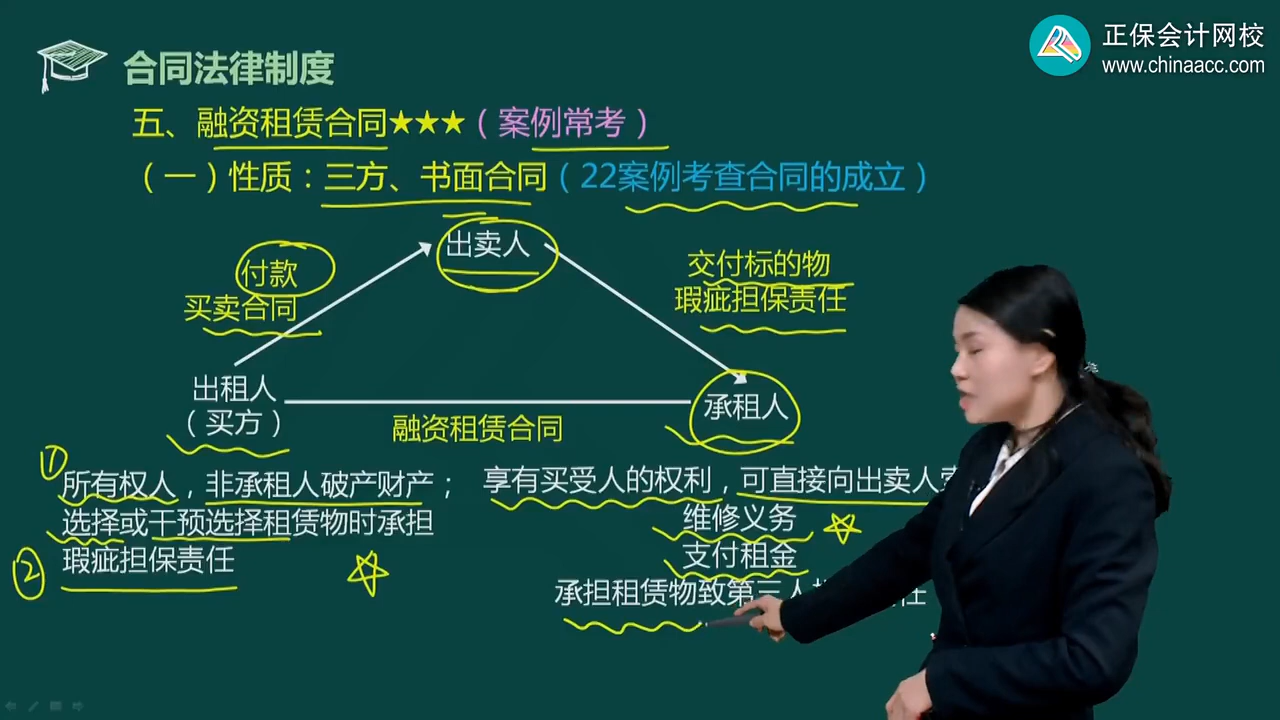 正保会计网校
www.chinaacc.com
合同法律制度
五、融资租赁合同★★★（案例常考）
（一）性质：三方、书面合同（22案例考查合同的成立）
出卖人
付款
买卖合同
交付标的物
瑕疵担保责任
出租人
（买方）
承租人
融资租赁合同
①
所有权人，非承租人破产财产；
选择或干预选择租赁物时承担
②
瑕疵担保责任
享有买受人的权利，可直接向出卖人
维修义务
支付租金
承担租赁物致第三人